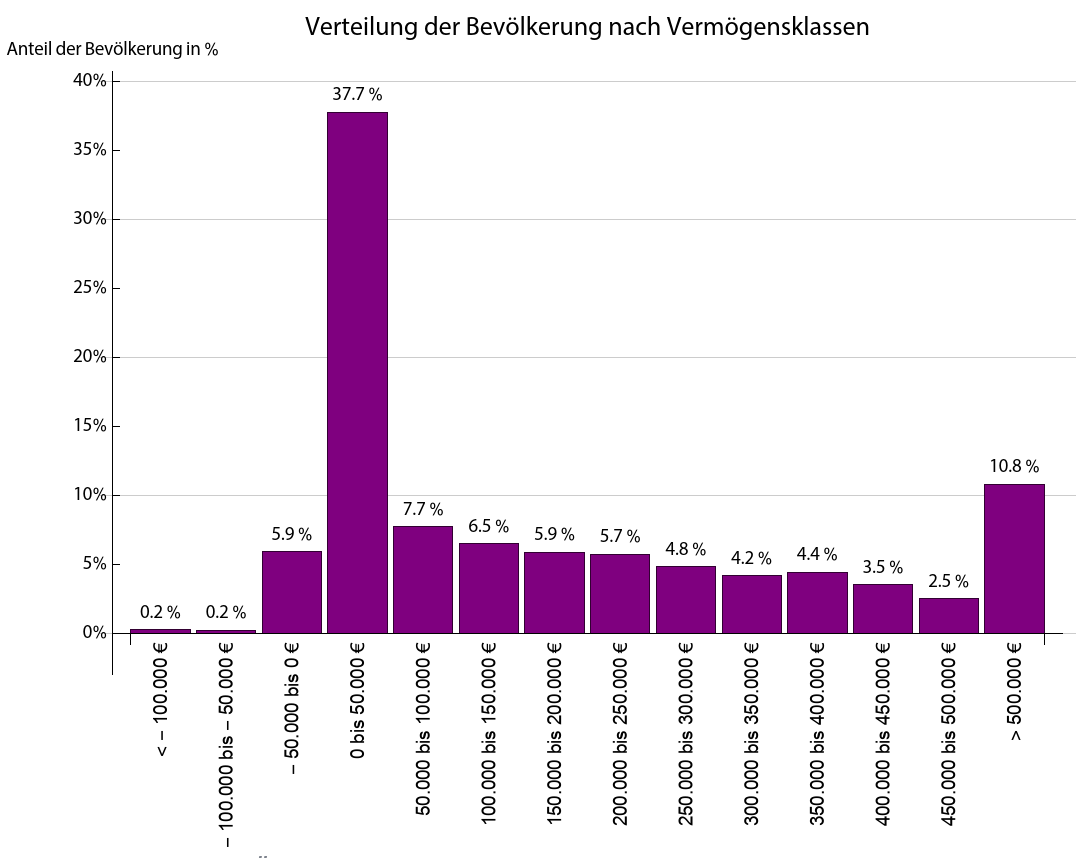 Verteilung der Bevölkerung nach Vermögensklassen
Anteil der Bevölkerung in %
40%
35%
30%
25%
20%
15%
10%
5%
0%
0.2 %
0.2 %
5.9 %
37.7 %
7.7 %
6.5 %
5.9 %
5.7 %
4.8 %
4.2 %
4.4 %
3.5 %
2.5 %
10.8 %
< – 100.000 €
– 100.000 bis – 50.000 €
– 50.000 bis 0 €
0 bis 50.000 €
50.000 bis 100.000 €
100.000 bis 150.000 €
150.000 bis 200.000 €
200.000 bis 250.000 €
250.000 bis 300.000 €
300.000 bis 350.000 €
350.000 bis 400.000 €
400.000 bis 450.000 €
450.000 bis 500.000 €
> 500.000 €